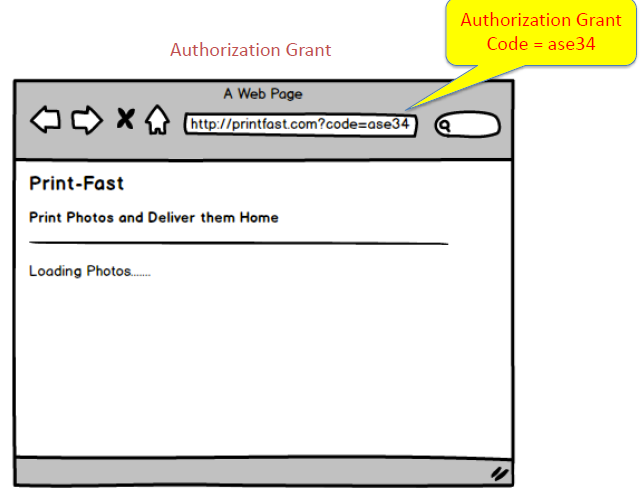 Authorization Grant
Code = ase34
Authorization Grant
A Web Page
http://printfast.com?code=ase34
Print-Fast
Print Photos and Deliver them Home
Loading Photos.......